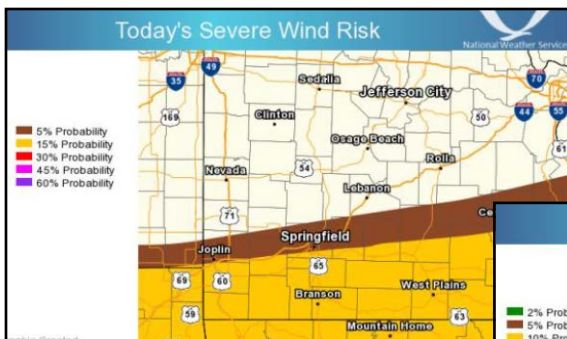 Today's Severe Wind Risk
National Weather Service
5% Probability
15% Probability
30% Probability
45% Probability
60% Probability
35
49
70
Sedalia
Jefferson City
169
Clinton
50
44
55
Osage Beach
61
Rolla
Nevada
54
Lebanon
71
Joplin
Springfield
69
60
65
West Plains
Branson
59
63
Mountain Home
2% Prob
5% Prob
10% Pro